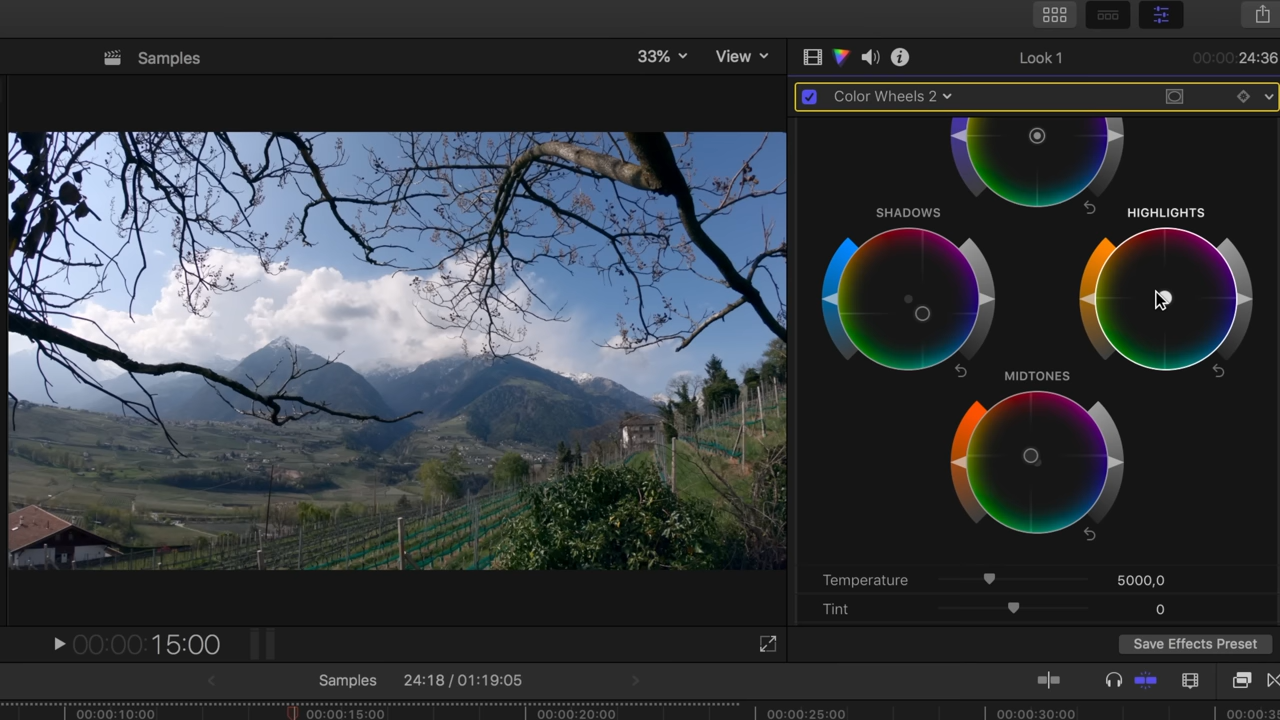 Samples
33%
View
Look 1
00:00:24:36
Color Wheels 2
SHADOWS
HIGHLIGHTS
MIDTONES
Temperature
5000,0
Tint
0
00:00:15:00
Save Effects Preset
Samples
24:18 / 01:19:05
00:00:10:00
00:00:15:00
00:00:20:00
00:00:25:00
00:00:30:00